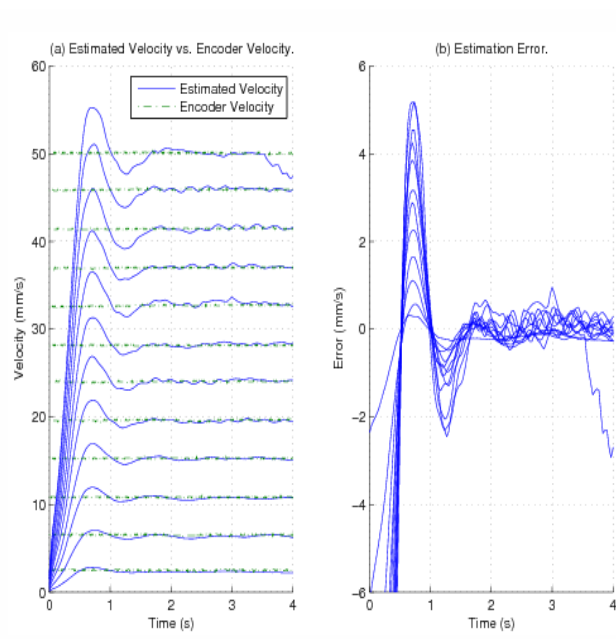 (a) Estimated Velocity vs. Encoder Velocity.
60
50
40
30
20
10
0
Velocity (mm/s)
Estimated Velocity
Encoder Velocity
0 1 2 3 4
Time (s)
(b) Estimation Error.
6
4
2
0
−2
−4
−6
Error (mm/s)
0 1 2 3 4
Time (s)